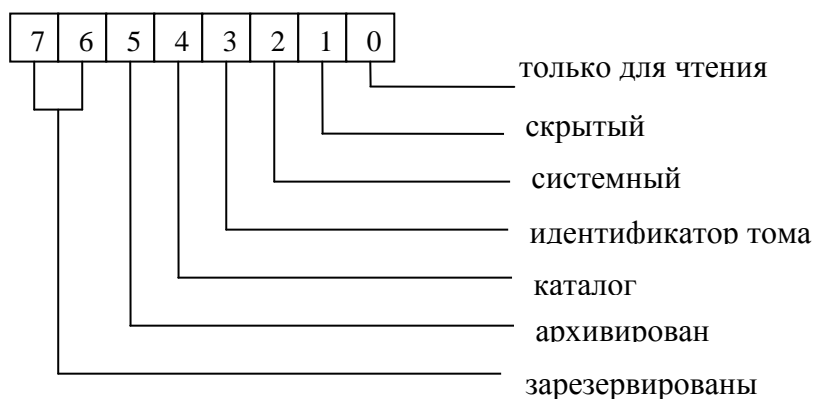 7 6 5 4 3 2 1 0
только для чтения
скрытый
системный
идентификатор тома
каталог
архивирован
зарезервированы